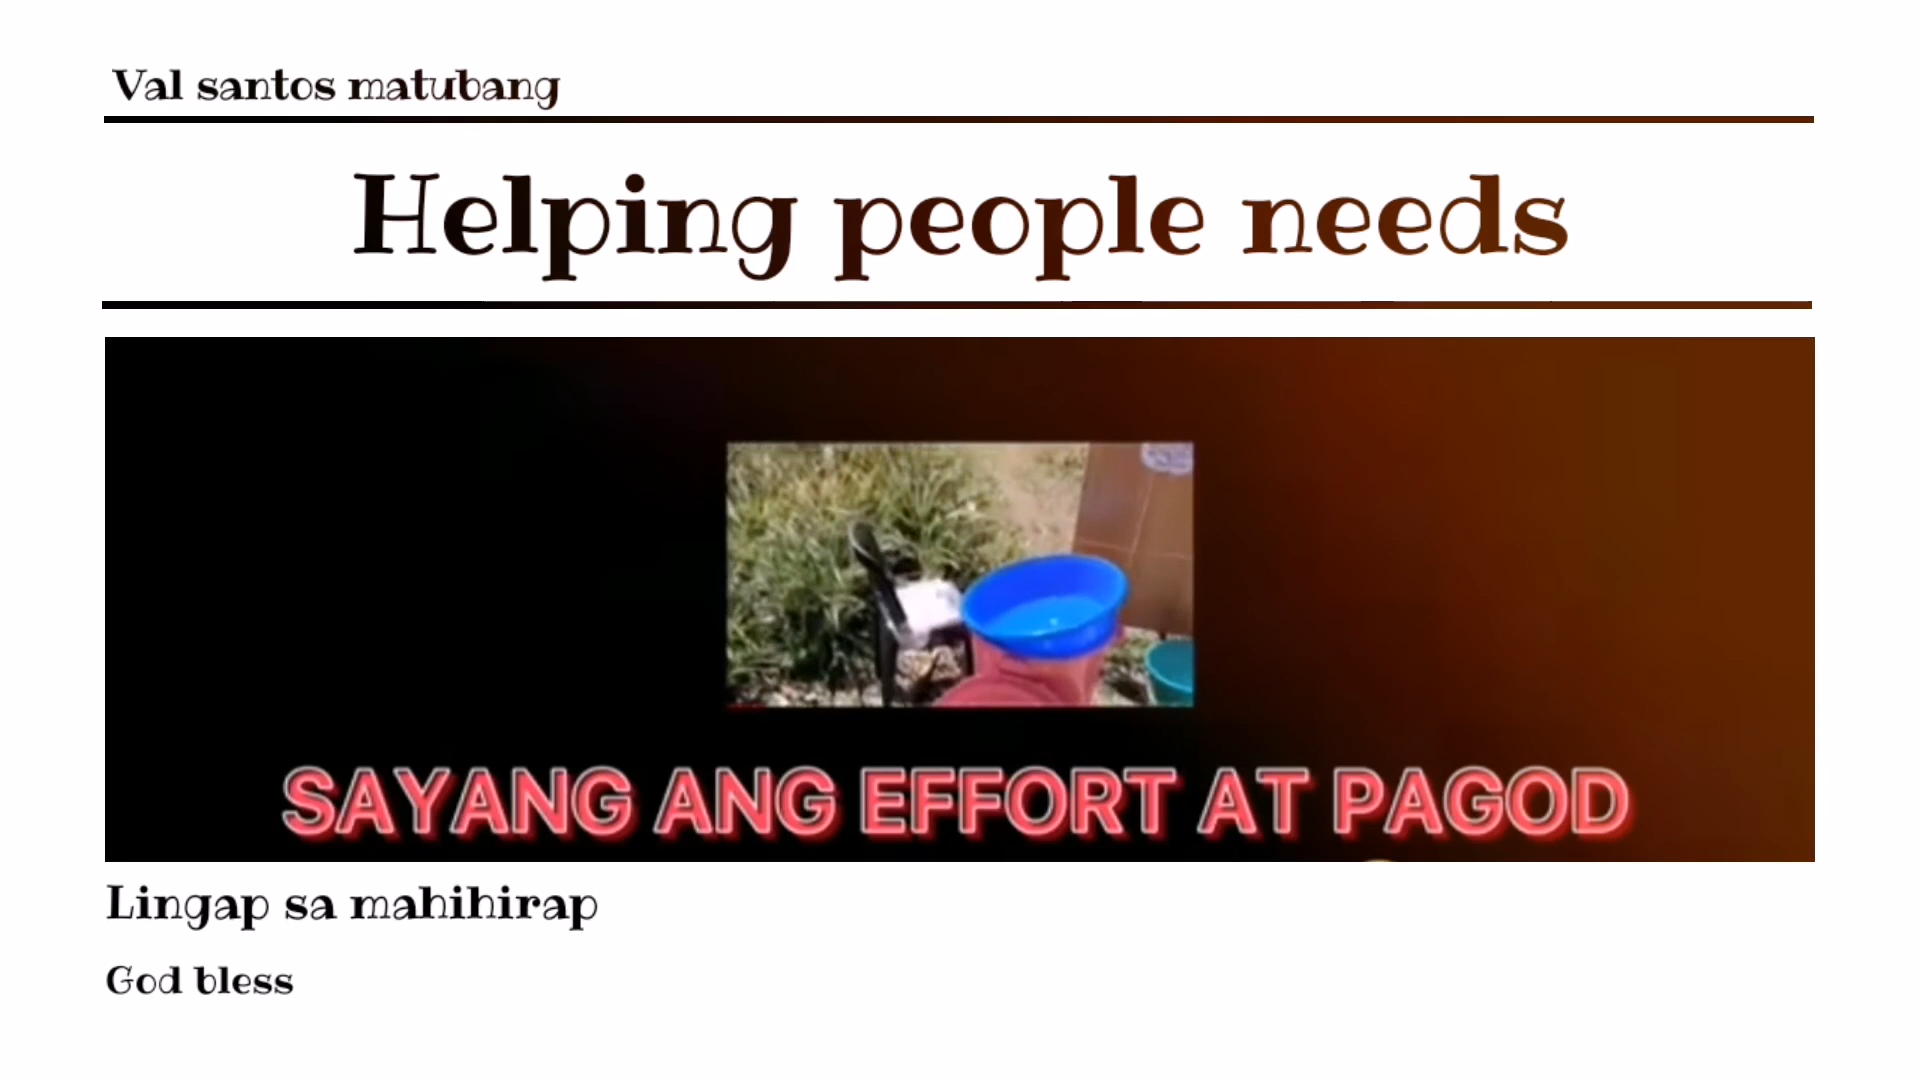 Val santos matubang
Helping people needs
SAYANG ANG EFFORT AT PAGOD
Lingap sa mahihirap
God bless